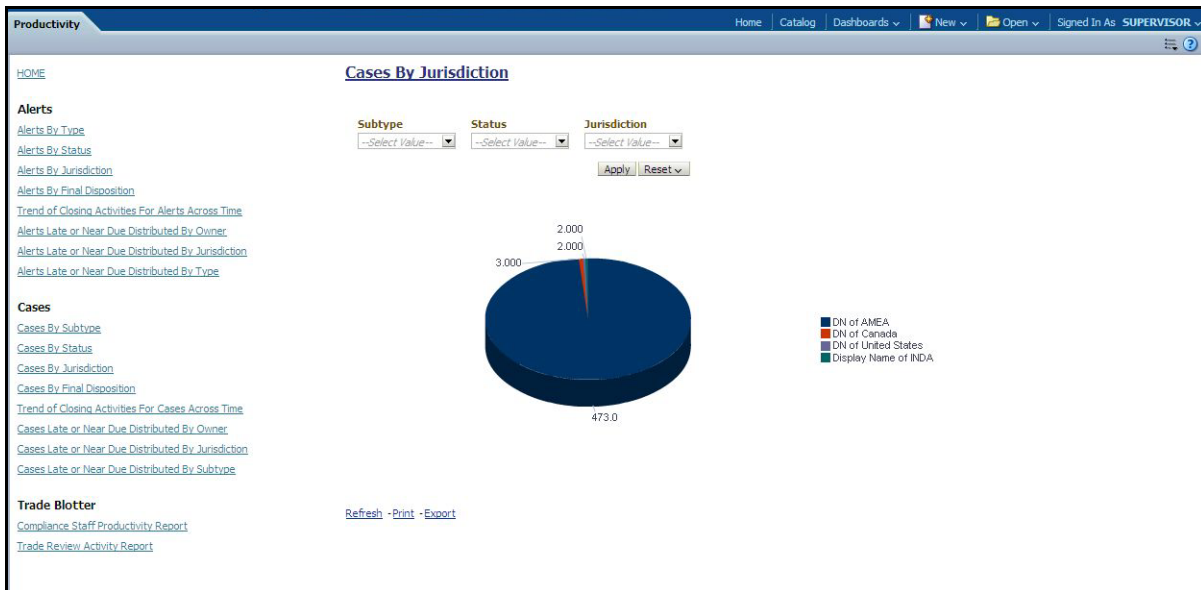 Productivity
Home Catalog Dashboards New Open Signed In As SUPERVISOR
HOME
Alerts
Alerts By Type
Alerts By Status
Alerts By Jurisdiction
Alerts By Final Disposition
Trend of Closing Activities For Alerts Across Time
Alerts Late or Near Due Distributed By Owner
Alerts Late or Near Due Distributed By Jurisdiction
Alerts Late or Near Due Distributed By Type
Cases
Cases By Subtype
Cases By Status
Cases By Jurisdiction
Cases By Final Disposition
Trend of Closing Activities For Cases Across Time
Cases Late or Near Due Distributed By Owner
Cases Late or Near Due Distributed By Jurisdiction
Cases Late or Near Due Distributed By Subtype
Trade Blotter
Compliance Staff Productivity Report
Trade Review Activity Report
Cases By Jurisdiction
Subtype Status Jurisdiction
--Select Value-- --Select Value-- --Select Value--
Apply Reset
2.000
2.000
3.000
473.0
DN of AMEA
DN of Canada
DN of United States
Display Name of INDA
Refresh - Print - Export